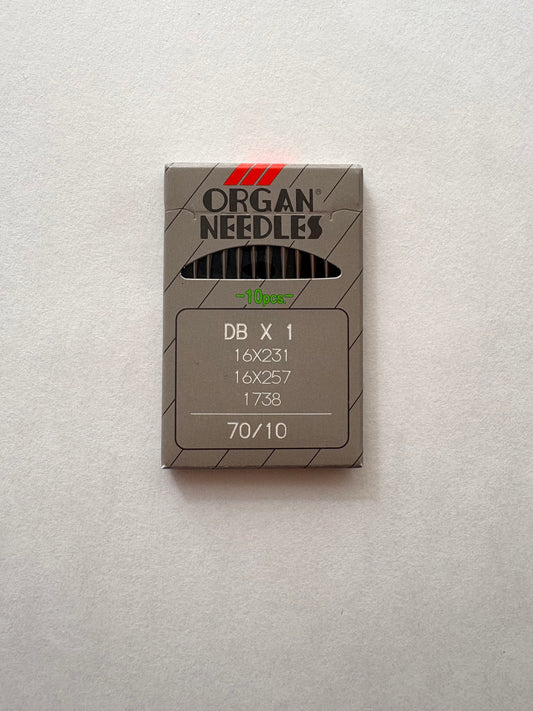 ORGAN®
NEEDLES
-10pcs.-
DB X 1
16X231
16X257
1738
70/10